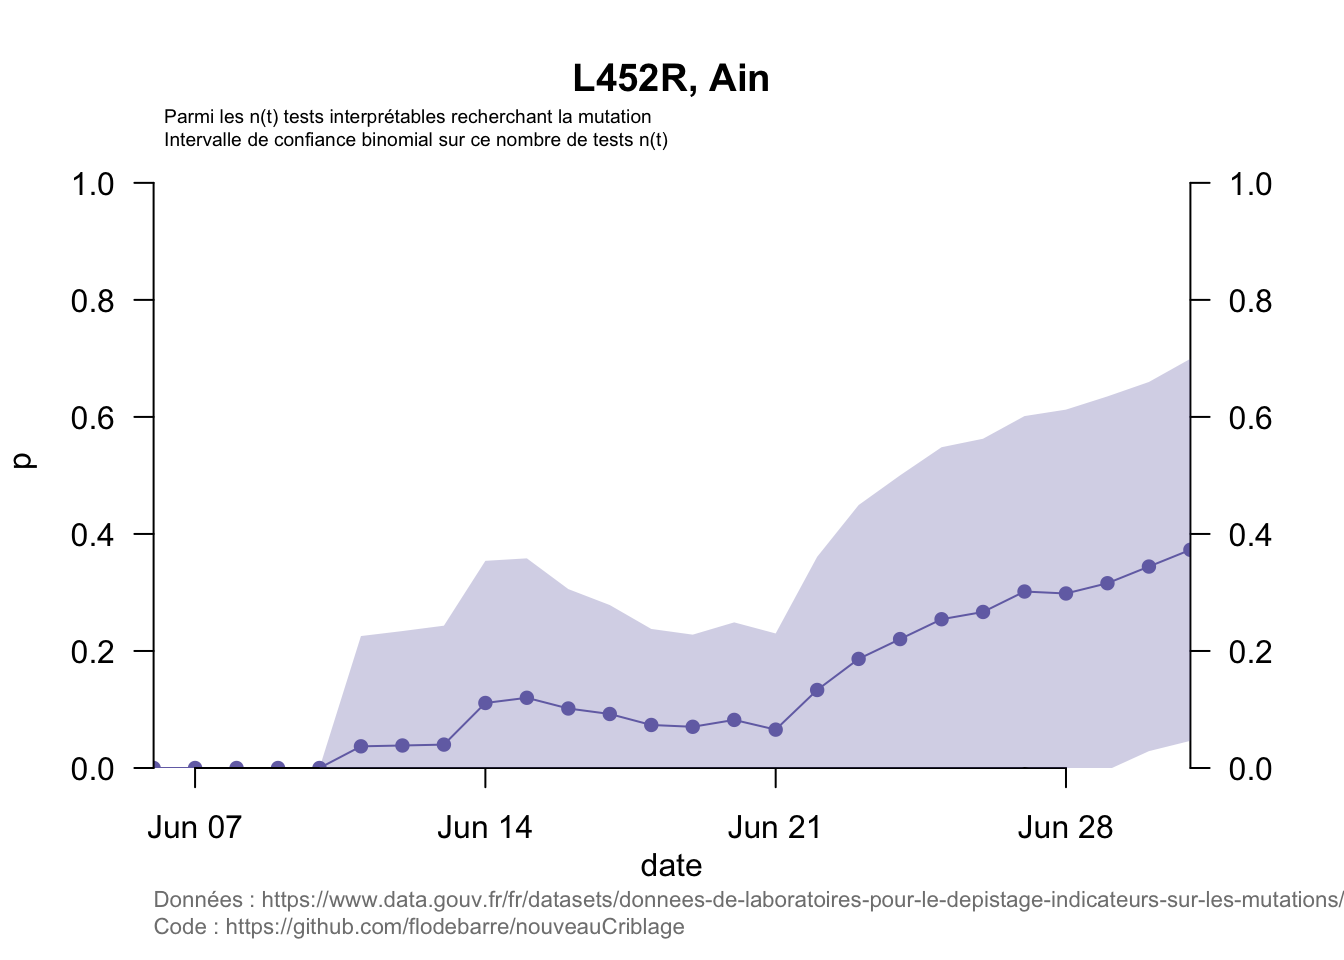 L452R, Ain
Parmi les n(t) tests interprétables recherchant la mutation
Intervalle de confiance binomial sur ce nombre de tests n(t)
1.0 1.0
0.8 0.8
0.6 0.6
p
0.4 0.4
0.2 0.2
0.0 0.0
Jun 07 Jun 14 Jun 21 Jun 28
date
Données : https://www.data.gouv.fr/fr/datasets/donnees-de-laboratoires-pour-le-depistage-indicateurs-sur-les-mutations/
Code : https://github.com/flodebarre/nouveauCriblage